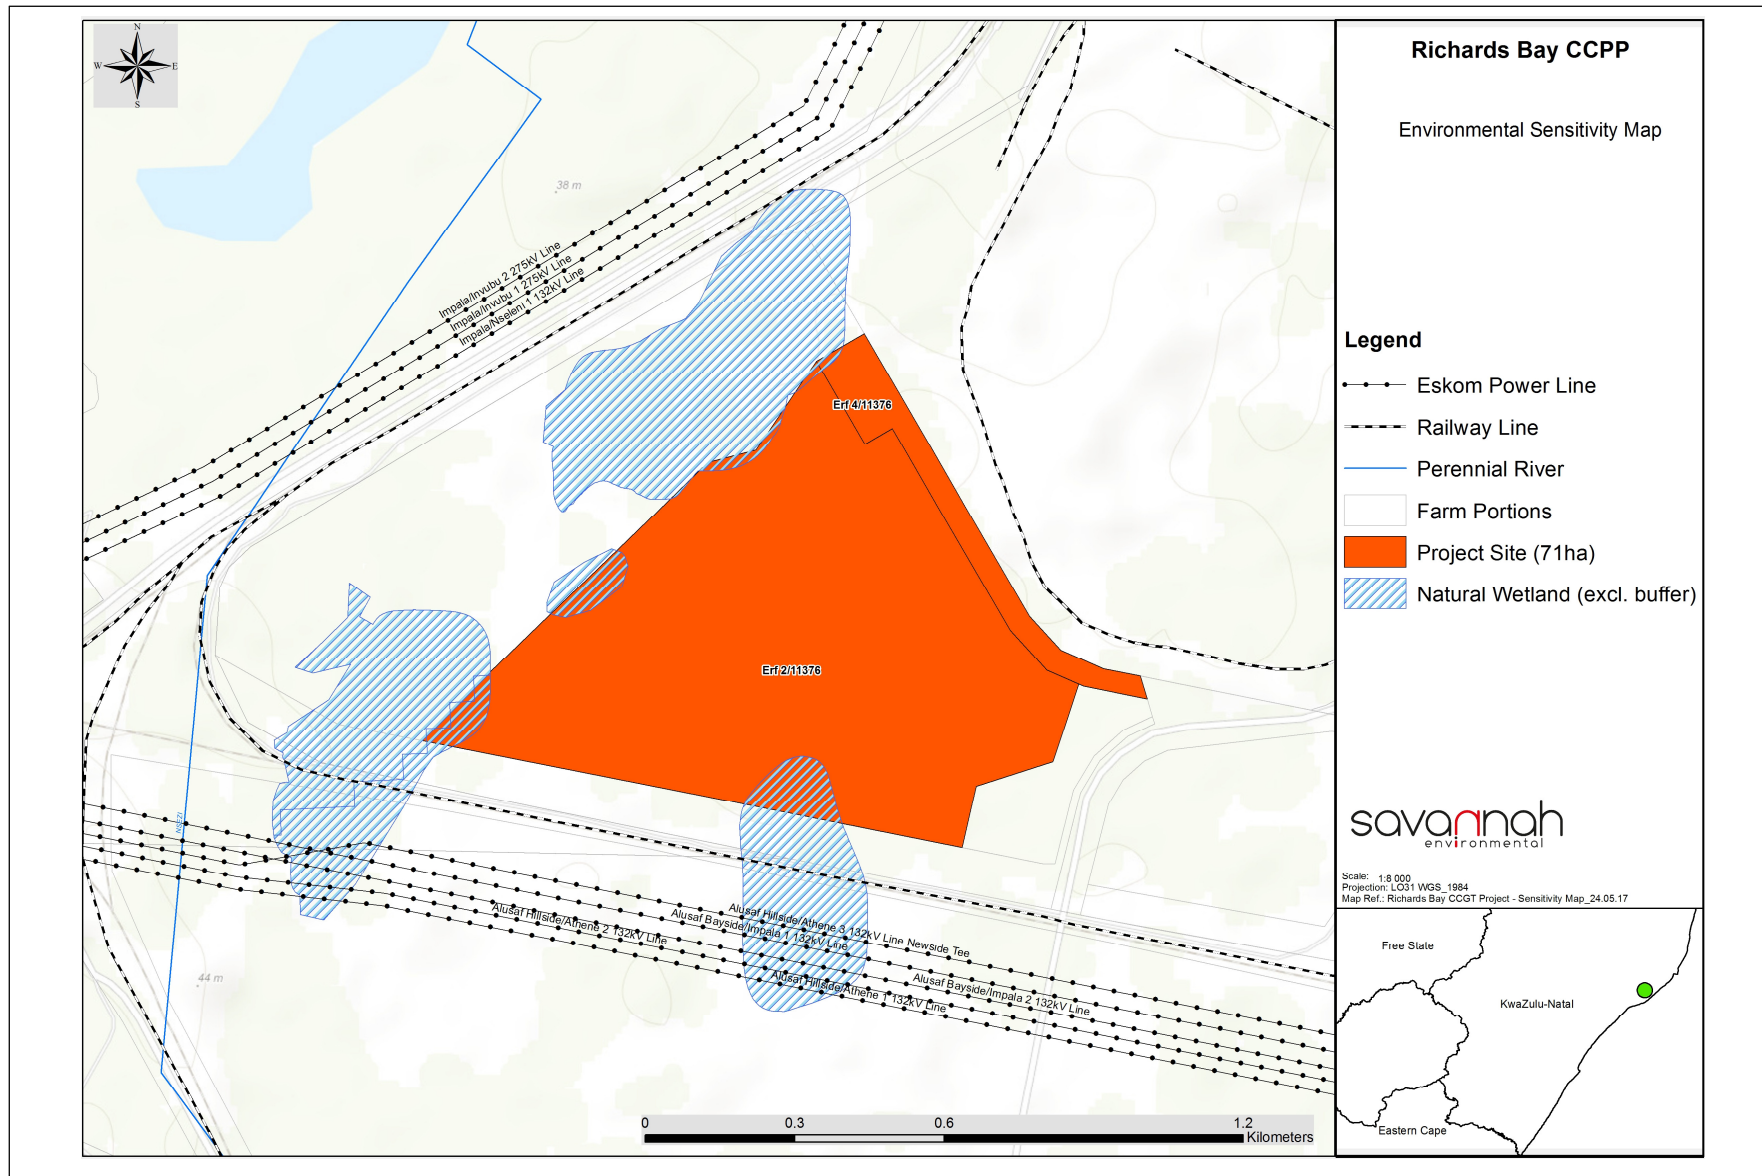 Richards Bay CCPP
Environmental Sensitivity Map
N
W E
S
38 m
Impala/Invubu 2 275kV Line
Impala/Invubu 1 275kV Line
Impala/Nseleni 1 132kV Line
Erf 4/11376
Erf 2/11376
NSEZI
44 m
Alusaf Hillside/Athene 3 132kV Line Newside Tee
Alusaf Hillside/Athene 2 132kV Line
Alusaf Bayside/Impala 1 132kV Line
Alusaf Hillside/Athene 1 132kV Line
Alusaf Bayside/Impala 2 132kV Line
0 0.3 0.6 1.2
Kilometers
Legend
Eskom Power Line
Railway Line
Perennial River
Farm Portions
Project Site (71ha)
Natural Wetland (excl. buffer)
savannah
environmental
Scale: 1:8 000
Projection: LO31 WGS_1984
Map Ref.: Richards Bay CCGT Project - Sensitivity Map_24.05.17
Free State
KwaZulu-Natal
Eastern Cape